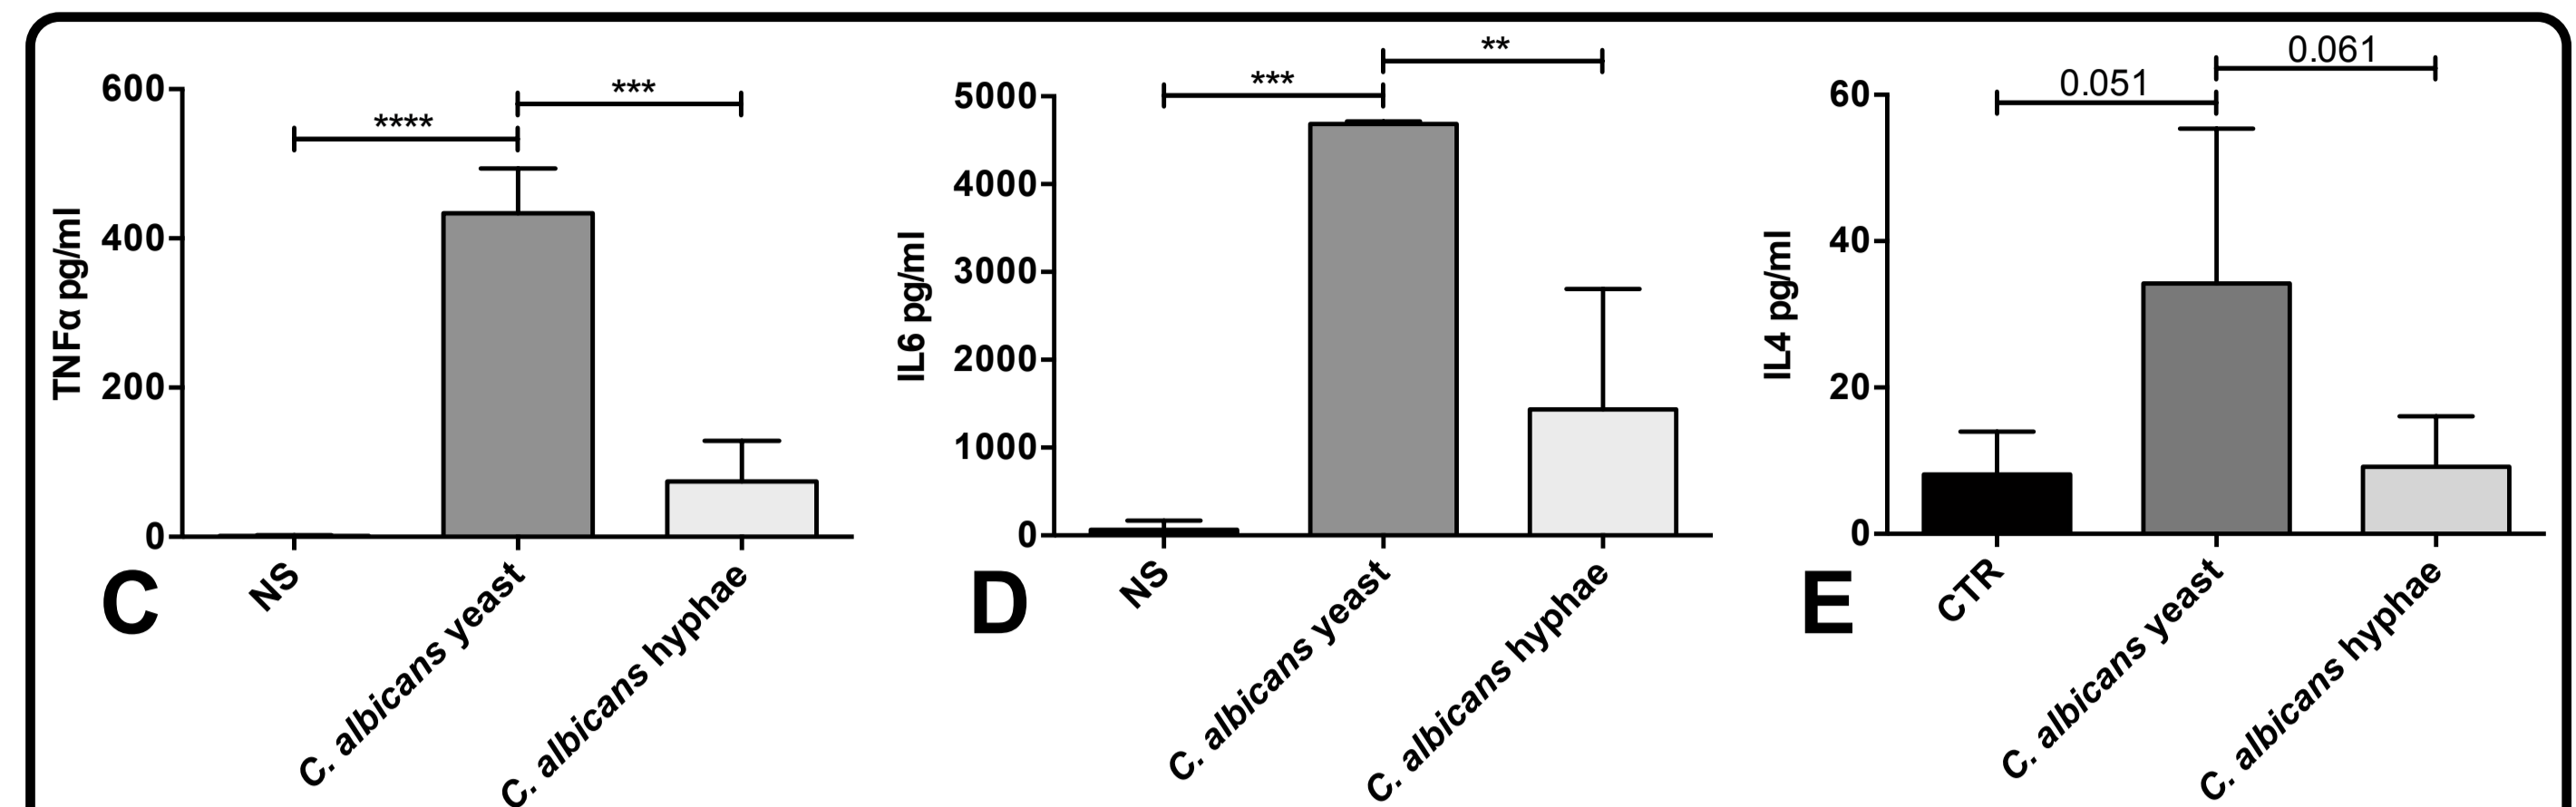 ****
***
600
400
200
0
TNFα pg/ml
NS
C. albicans yeast
C. albicans hyphae
C
***
**
5000
4000
3000
2000
1000
0
IL6 pg/ml
NS
C. albicans yeast
C. albicans hyphae
D
0.051
0.061
60
40
20
0
IL4 pg/ml
CTR
C. albicans yeast
C. albicans hyphae
E